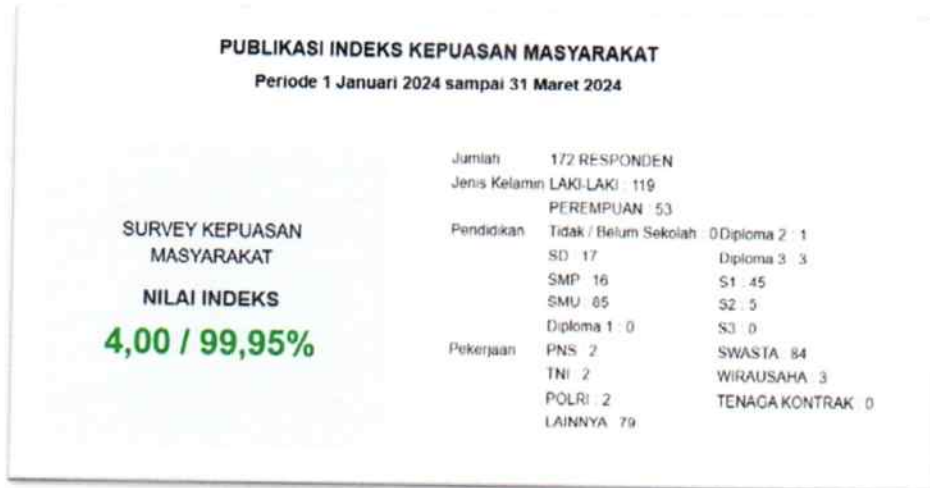 PUBLIKASI INDEKS KEPUASAN MASYARAKAT
Periode 1 Januari 2024 sampai 31 Maret 2024
SURVEY KEPUASAN
MASYARAKAT
NILAI INDEKS
4,00 / 99,95%
Jumlah 172 RESPONDEN
Jenis Kelamin LAKI-LAKI : 119
PEREMPUAN : 53
Pendidikan Tidak / Belum Sekolah : 0 Diploma 2 : 1
SD : 17 Diploma 3 : 3
SMP : 16 S1 : 45
SMU : 85 S2 : 5
Diploma 1 : 0 S3 : 0
Pekerjaan PNS : 2 SWASTA : 84
TNI : 2 WIRAUSAHA : 3
POLRI : 2 TENAGA KONTRAK : 0
LAINNYA : 79